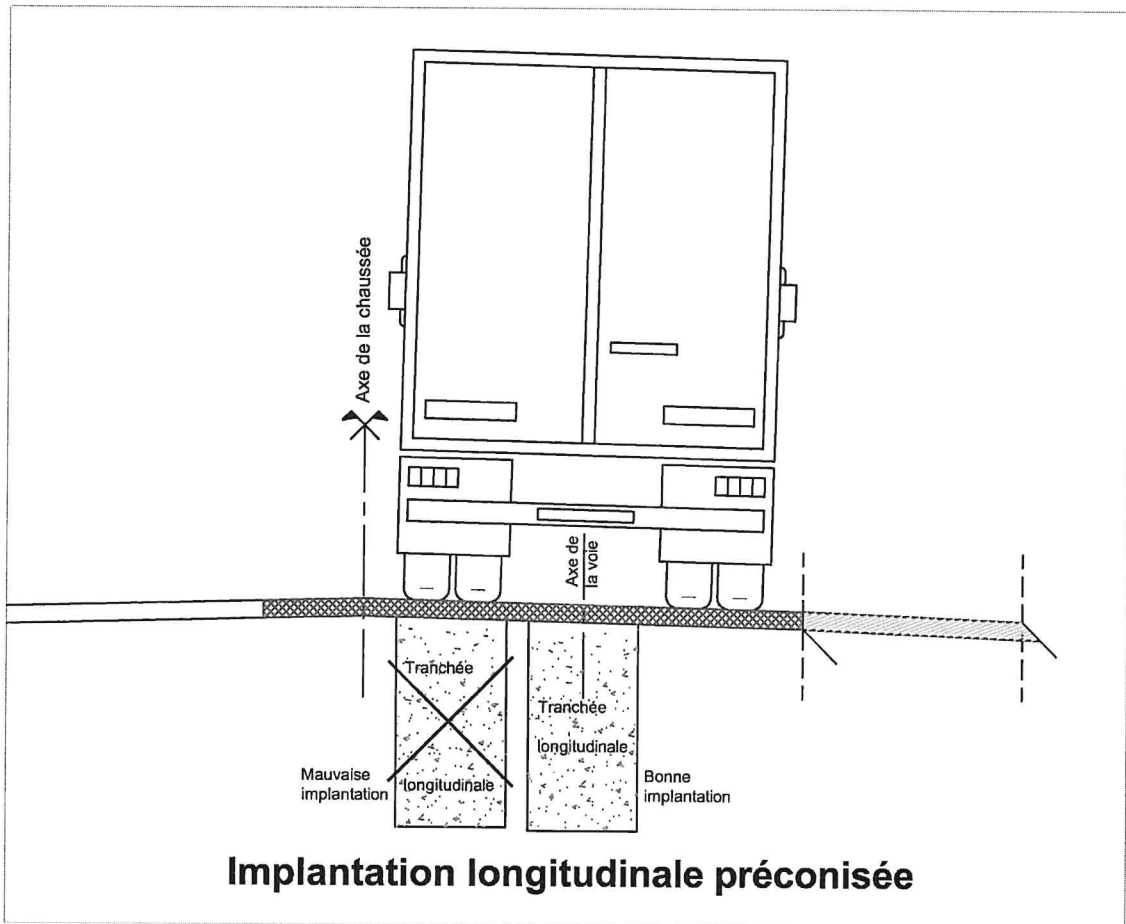 Axe de la chaussée
Axe de
la voie
Tranchée
longitudinale
Mauvaise
implantation
Tranchée
longitudinale
Bonne
implantation
Implantation longitudinale préconisée